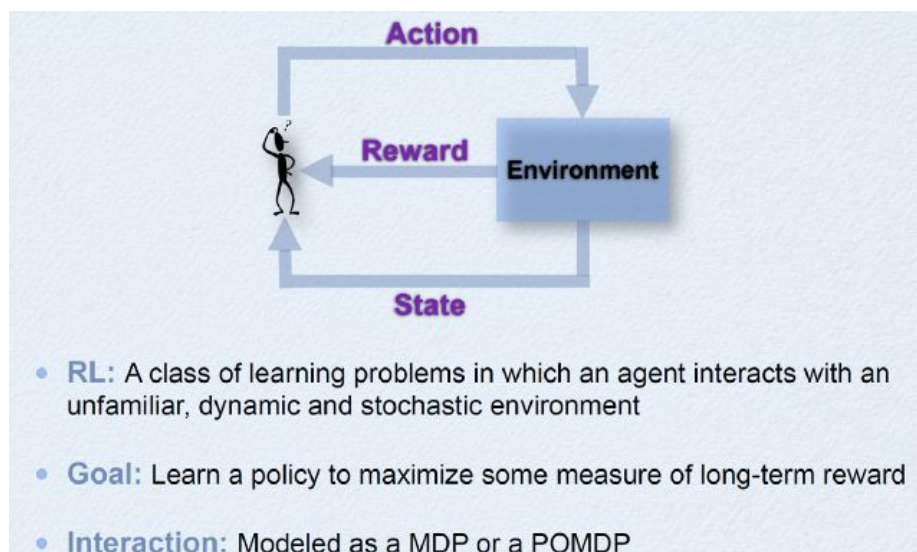 Action
?
Reward
Environment
State
• RL: A class of learning problems in which an agent interacts with an
unfamiliar, dynamic and stochastic environment
• Goal: Learn a policy to maximize some measure of long-term reward
• Interaction: Modeled as a MDP or a POMDP